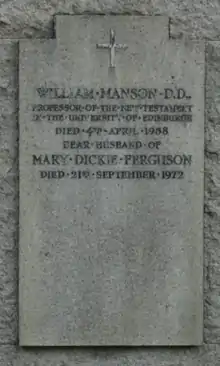 WILLIAM·MANSON·D.D.,
PROFESSOR·OF·THE·NEW·TESTAMENT
IN·THE·UNIVERSITY·OF·EDINBURGH
DIED·4TH·APRIL·1958
DEAR·HUSBAND·OF
MARY·DICKIE·FERGUSON
DIED·21ST·SEPTEMBER·1972